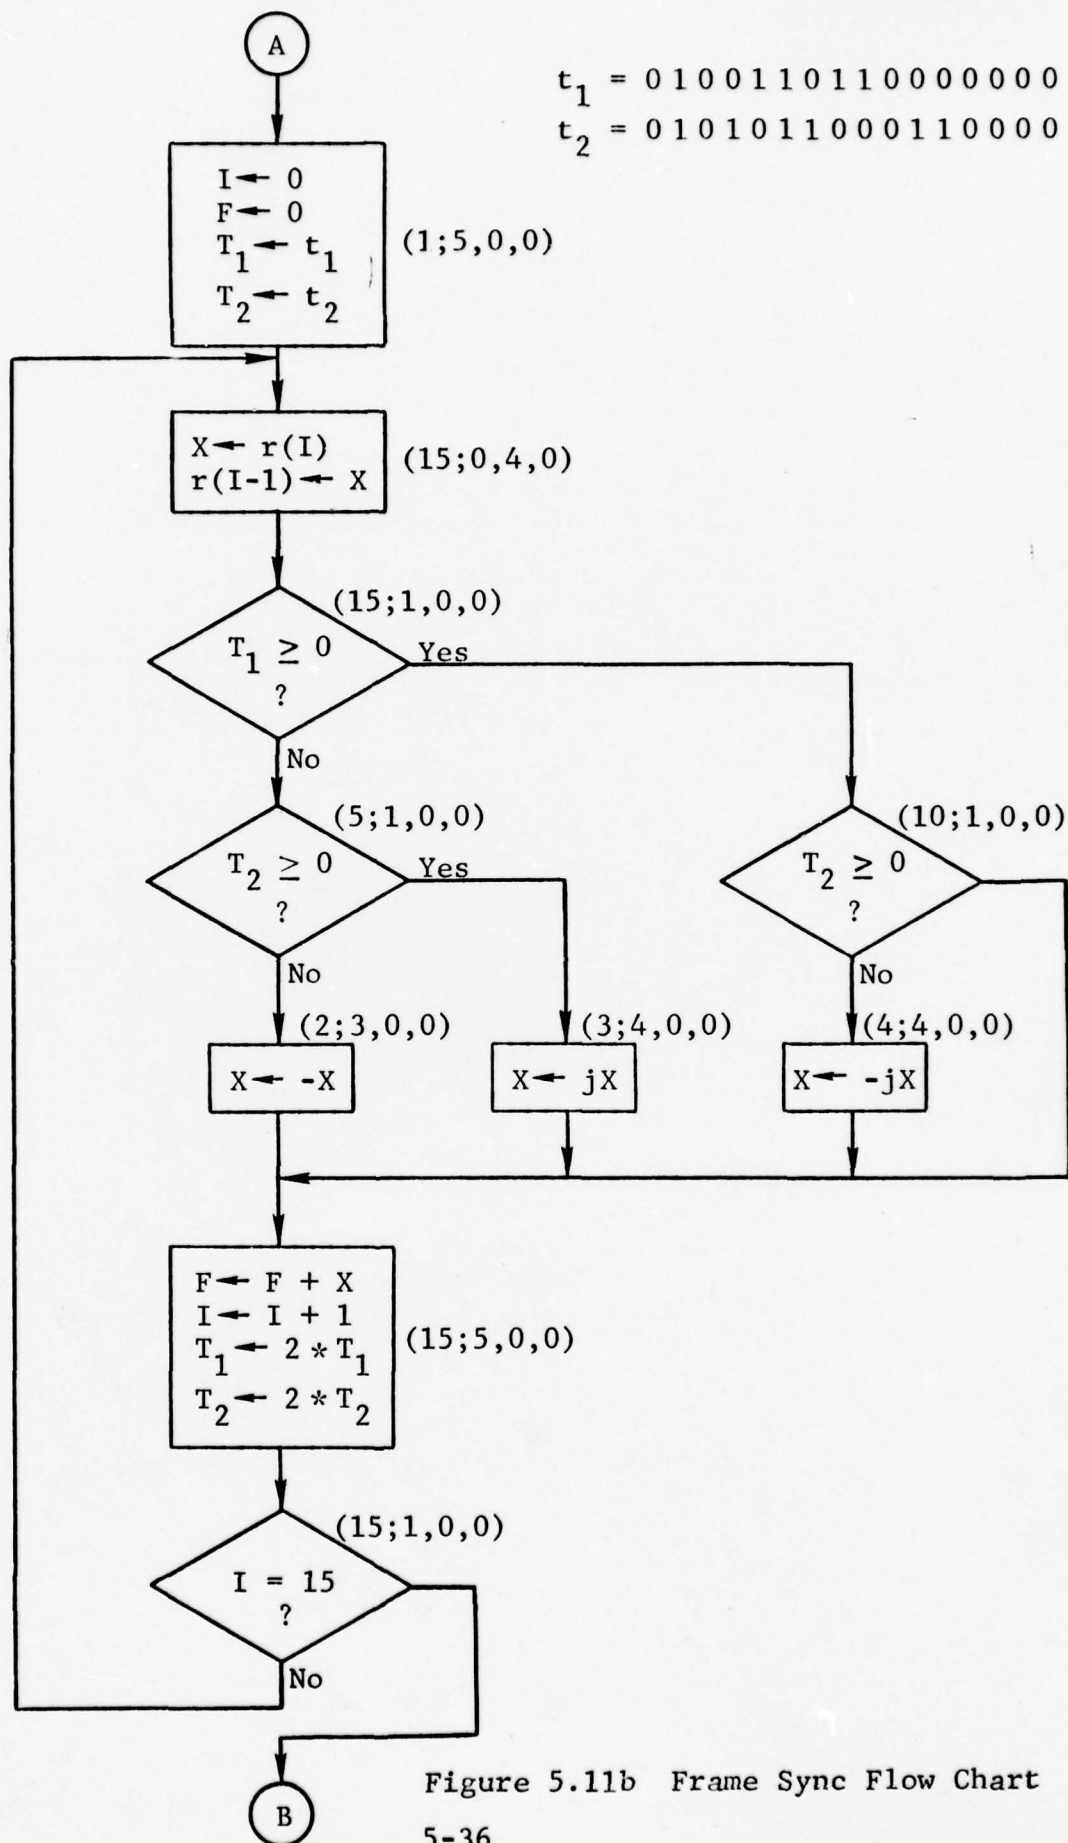 A
t1 = 0 1 0 0 1 1 0 1 1 0 0 0 0 0 0 0
t2 = 0 1 0 1 0 1 1 0 0 0 1 1 0 0 0 0
I← 0
F← 0
T1← t1
T2← t2
(1;5,0,0)
X← r(I)
r(I-1)← X
(15;0,4,0)
(15;1,0,0)
T1 ≥ 0
?
Yes
No
(5;1,0,0)
T2 ≥ 0
?
Yes
No
(10;1,0,0)
T2 ≥ 0
?
No
(2;3,0,0)
X← -X
(3;4,0,0)
X← jX
(4;4,0,0)
X← -jX
F← F + X
I← I + 1
T1← 2 * T1
T2← 2 * T2
(15;5,0,0)
(15;1,0,0)
I = 15
?
No
B
Figure 5.11b Frame Sync Flow Chart
5-36